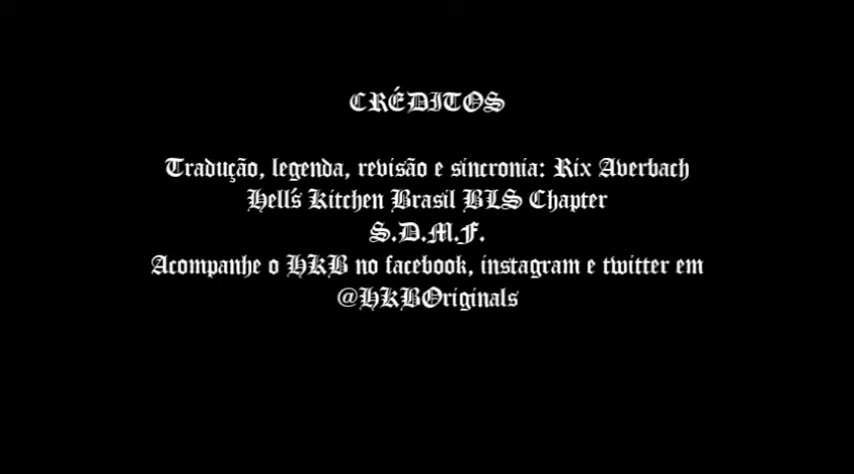 CRÉDITOS
Tradução, legenda, revisão e sincronia: Rix Averbach
Hell's Kitchen Brasil BLS Chapter
S.D.M.F.
Acompanhe o HKB no facebook, instagram e twitter em
@HKBOriginals